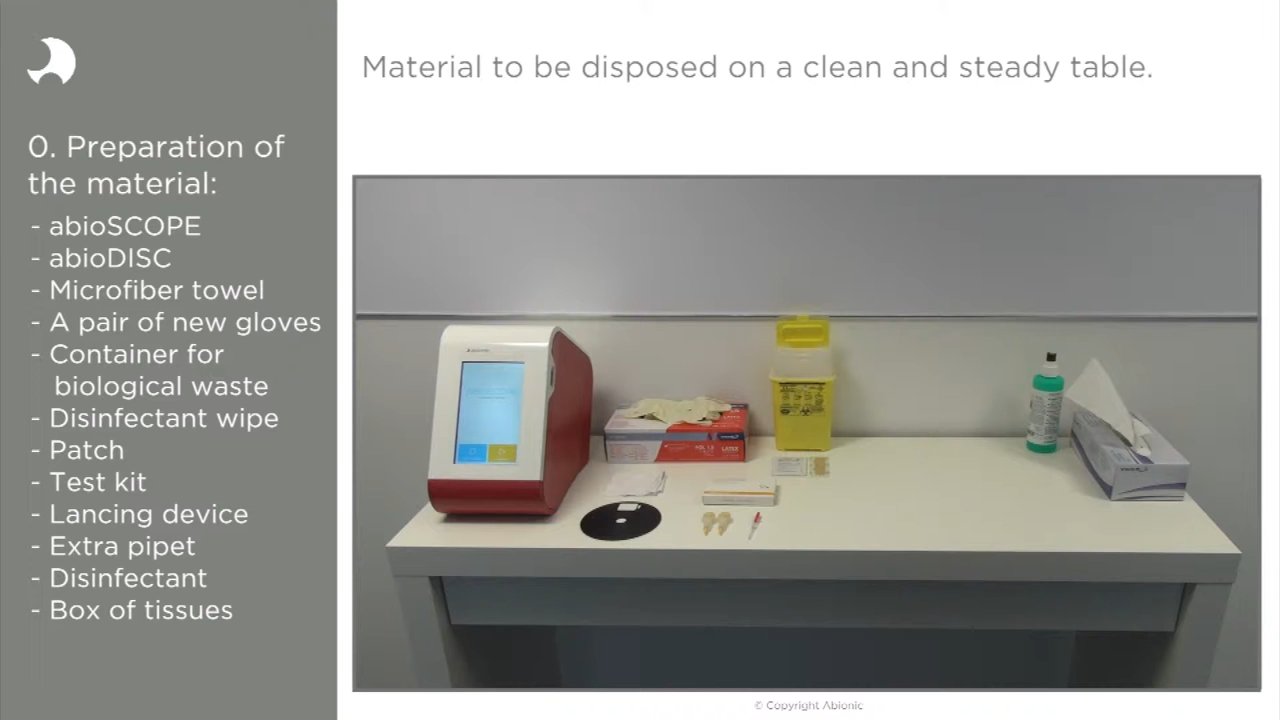 Material to be disposed on a clean and steady table.
0. Preparation of
the material:
- abioSCOPE
- abioDISC
- Microfiber towel
- A pair of new gloves
- Container for
biological waste
- Disinfectant wipe
- Patch
- Test kit
- Lancing device
- Extra pipet
- Disinfectant
- Box of tissues
LATEX
© Copyright Abionic